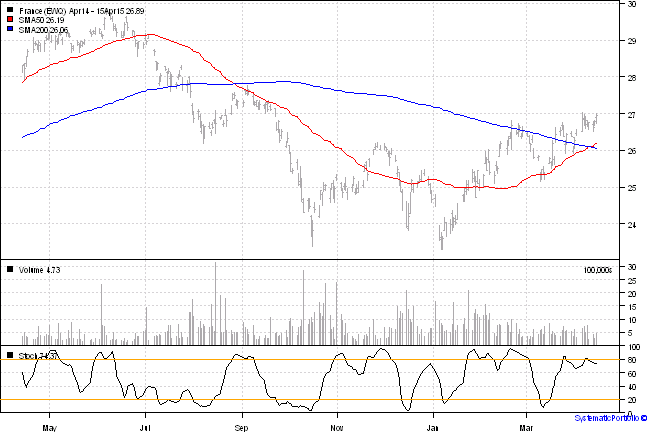 France (EWQ) Apr14 - 15Apr15 26.89
SMA50 26.19
SMA200 26.06
30
29
28
27
26
25
24
Volume 4.73
100,000s
30
25
20
15
10
5
100
80
60
40
20
0
May
Jul
Sep
Nov
Jan
Mar
SystematicPortfolio ©